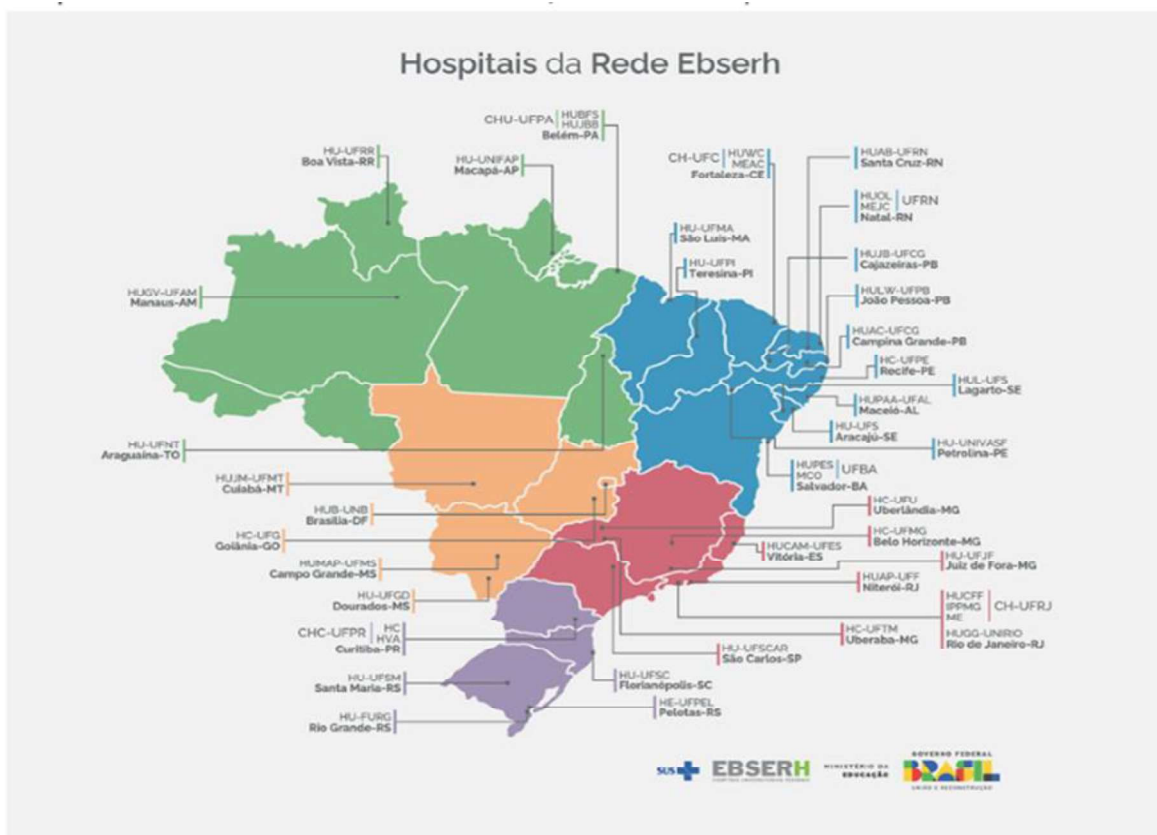 Hospitais da Rede Ebserh
CHU-UFPA
HUBFS
HUJBB
Belém-PA
HU-UFRR
Boa Vista-RR
HU-UNIFAP
Macapá-AP
CH-UFC
HUWC
MEAC
Fortaleza-CE
HUAB-UFRN
Santa Cruz-RN
HUOL
MEJC
UFRN
Natal-RN
HU-UFMA
São Luís-MA
HU-UFPI
Teresina-PI
HUJB-UFCG
Cajazeiras-PB
HUGV-UFAM
Manaus-AM
HULW-UFPB
João Pessoa-PB
HUAC-UFCG
Campina Grande-PB
HC-UFPE
Recife-PE
HUL-UFS
Lagarto-SE
HUPAA-UFAL
Maceió-AL
HU-UFS
Aracajú-SE
HU-UNIVASF
Petrolina-PE
HU-UFNT
Araguaína-TO
HUPES
MCO
UFBA
Salvador-BA
HUJM-UFMT
Cuiabá-MT
HUB-UNB
Brasília-DF
HC-UFU
Uberlândia-MG
HC-UFG
Goiânia-GO
HC-UFMG
Belo Horizonte-MG
HUCAM-UFES
Vitória-ES
HU-UFJF
Juiz de Fora-MG
HUMAP-UFMS
Campo Grande-MS
HUAP-UFF
Niterói-RJ
HU-UFGD
Dourados-MS
HUCFF
IPPMG
ME
CH-UFRJ
HUGG-UNIRIO
Rio de Janeiro-RJ
CHC-UFPR
HC
HVA
Curitiba-PR
HC-UFTM
Uberaba-MG
HU-UFSCAR
São Carlos-SP
HU-UFSM
Santa Maria-RS
HU-UFSC
Florianópolis-SC
HE-UFPEL
Pelotas-RS
HU-FURG
Rio Grande-RS
SUS
EBSERH
HOSPITAIS UNIVERSITÁRIOS FEDERAIS
MINISTÉRIO DA
EDUCAÇÃO
GOVERNO FEDERAL
BRASIL
UNIÃO E RECONSTRUÇÃO